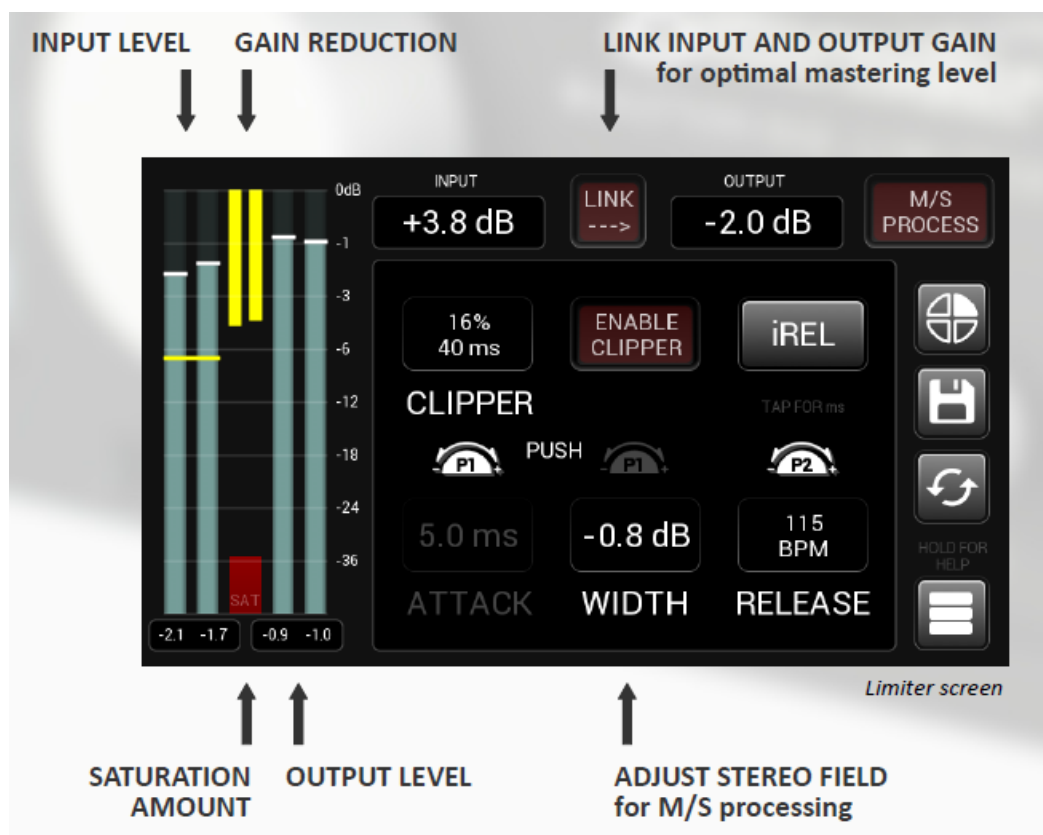 INPUT LEVEL
GAIN REDUCTION
LINK INPUT AND OUTPUT GAIN
for optimal mastering level
0dB
-1
-3
-6
-12
-18
-24
-36
SAT
-2.1 -1.7
-0.9 -1.0
INPUT
+3.8 dB
LINK
--->
OUTPUT
-2.0 dB
M/S
PROCESS
16%
40 ms
ENABLE
CLIPPER
iREL
CLIPPER
TAP FOR ms
- P1 +
PUSH
- P1 +
- P2 +
5.0 ms
-0.8 dB
115
BPM
ATTACK
WIDTH
RELEASE
HOLD FOR
HELP
Limiter screen
SATURATION
AMOUNT
OUTPUT LEVEL
ADJUST STEREO FIELD
for M/S processing